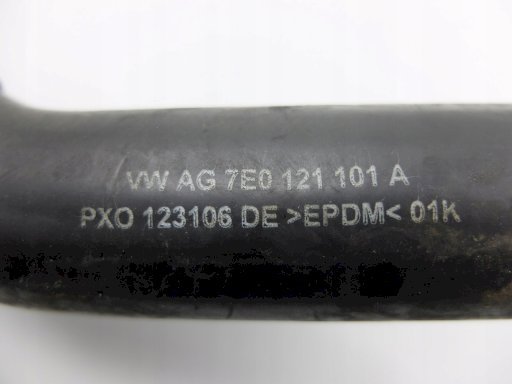 VW AG 7E0 121 101 A
PXO 123106 DE >EPDM< 01K